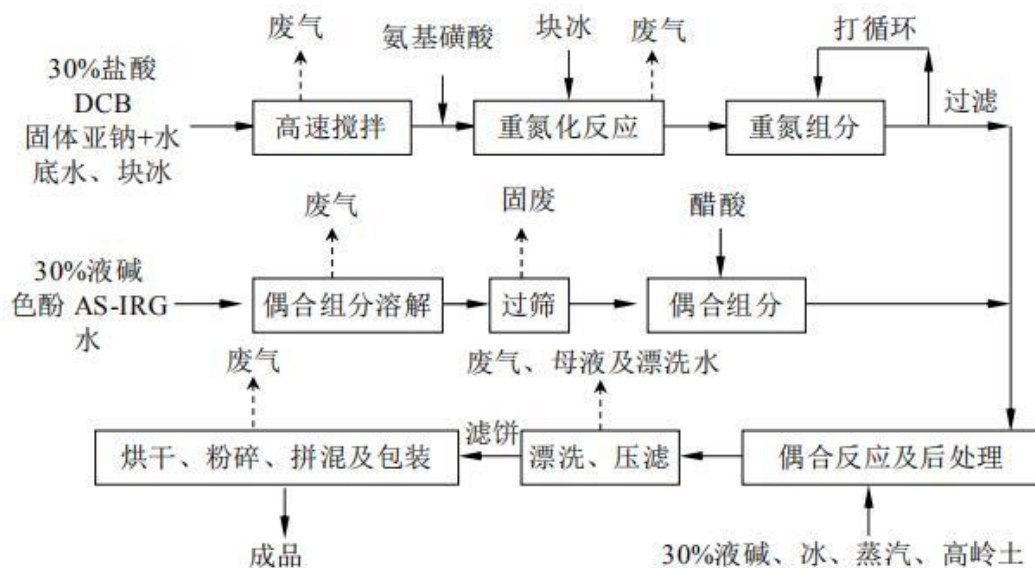 废气
氨基磺酸
块冰
废气
打循环
30%盐酸
DCB
固体亚钠+水
底水、块冰
高速搅拌
重氮化反应
重氮组分
过滤
废气
固废
醋酸
30%液碱
色酚 AS-IRG
水
偶合组分溶解
过筛
偶合组分
废气
废气、母液及漂洗水
烘干、粉碎、拼混及包装
滤饼
漂洗、压滤
偶合反应及后处理
成品
30%液碱、冰、蒸汽、高岭土